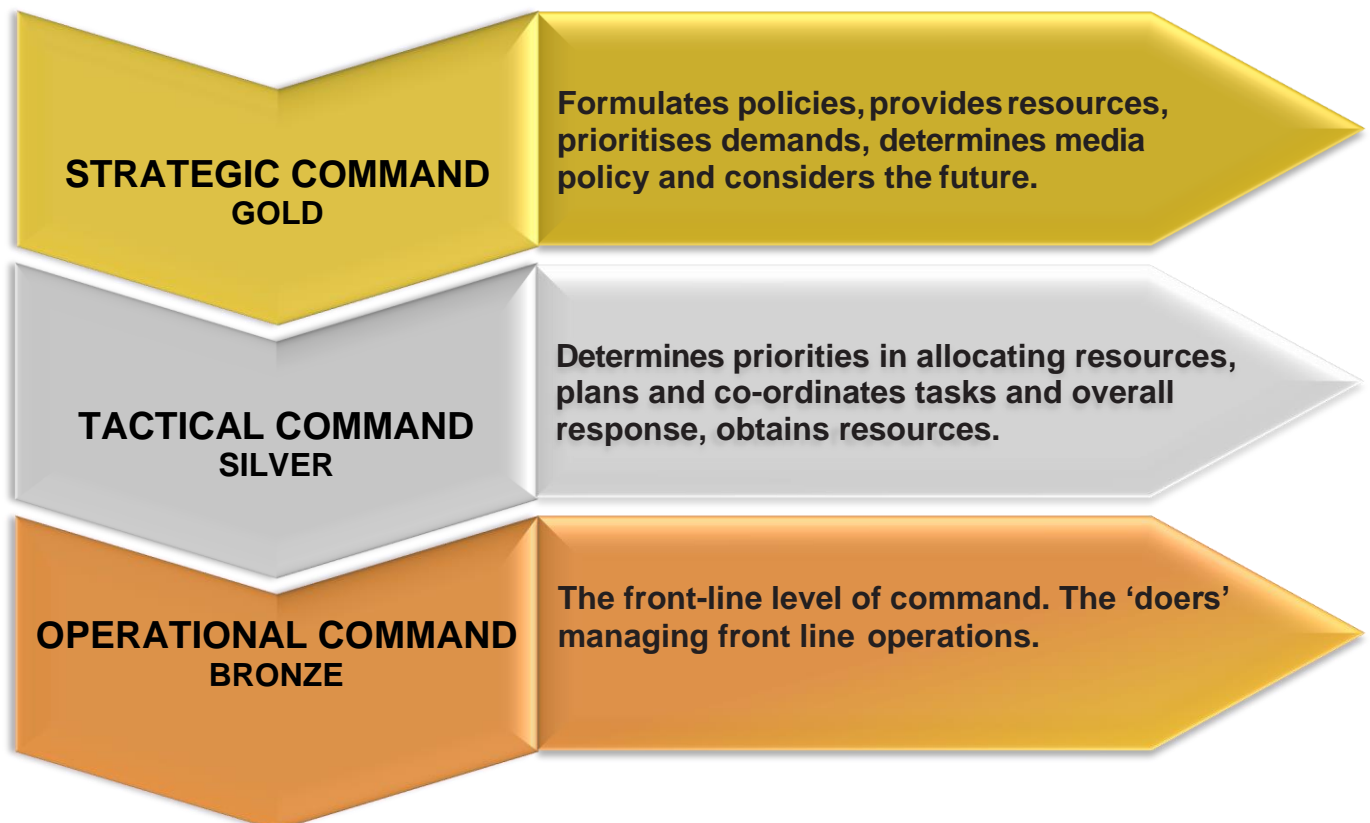 STRATEGIC COMMAND
GOLD
Formulates policies, provides resources,
prioritises demands, determines media
policy and considers the future.
TACTICAL COMMAND
SILVER
Determines priorities in allocating resources,
plans and co-ordinates tasks and overall
response, obtains resources.
OPERATIONAL COMMAND
BRONZE
The front-line level of command. The ‘doers’
managing front line operations.